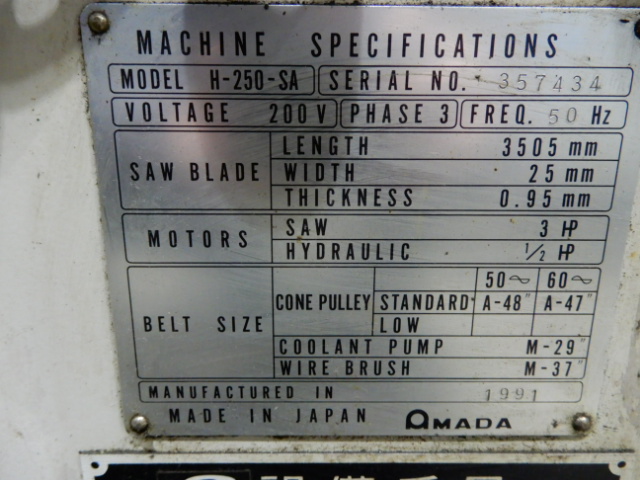 MACHINE SPECIFICATIONS
MODEL H-250-SA SERIAL NO. 357434
VOLTAGE 200V PHASE 3 FREQ. 50 Hz
SAW BLADE LENGTH 3505 mm
WIDTH 25 mm
THICKNESS 0.95 mm
MOTORS SAW 3 HP
HYDRAULIC 1/2 HP
BELT SIZE CONE PULLEY 50~ 60~
STANDARD A-48" A-47"
LOW
COOLANT PUMP M-29"
WIRE BRUSH M-37"
MANUFACTURED IN 1991
MADE IN JAPAN AMADA